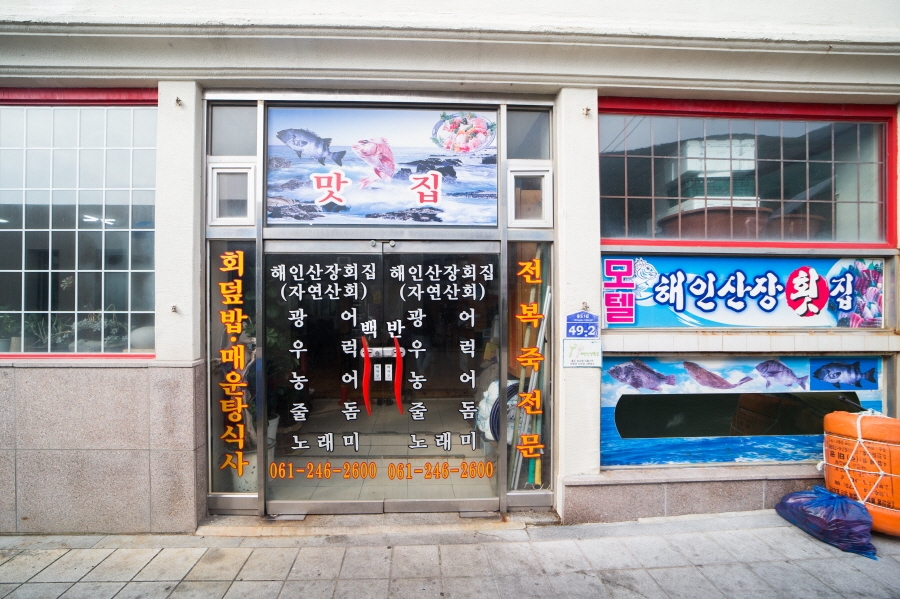 맛 집
회덮밥·매운탕식사
해인산장회집
(자연산회)
광 어
우 럭
농 어
줄 돔
노래미
061-246-2600
백반
해인산장회집
(자연산회)
광 어
우 럭
농 어
줄 돔
노래미
061-246-2600
전복죽전문
49-2
모텔
해인산장횟집